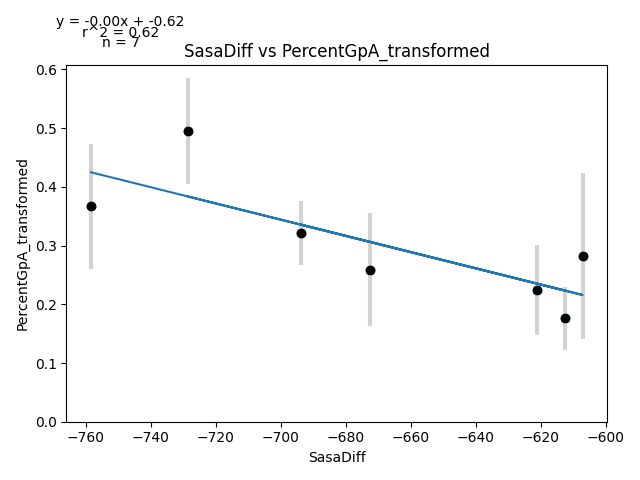 y = -0.00x + -0.62
r^2 = 0.62
n = 7
SasaDiff vs PercentGpA_transformed
PercentGpA_transformed
0.6
0.5
0.4
0.3
0.2
0.1
0.0
−760 −740 −720 −700 −680 −660 −640 −620 −600
SasaDiff